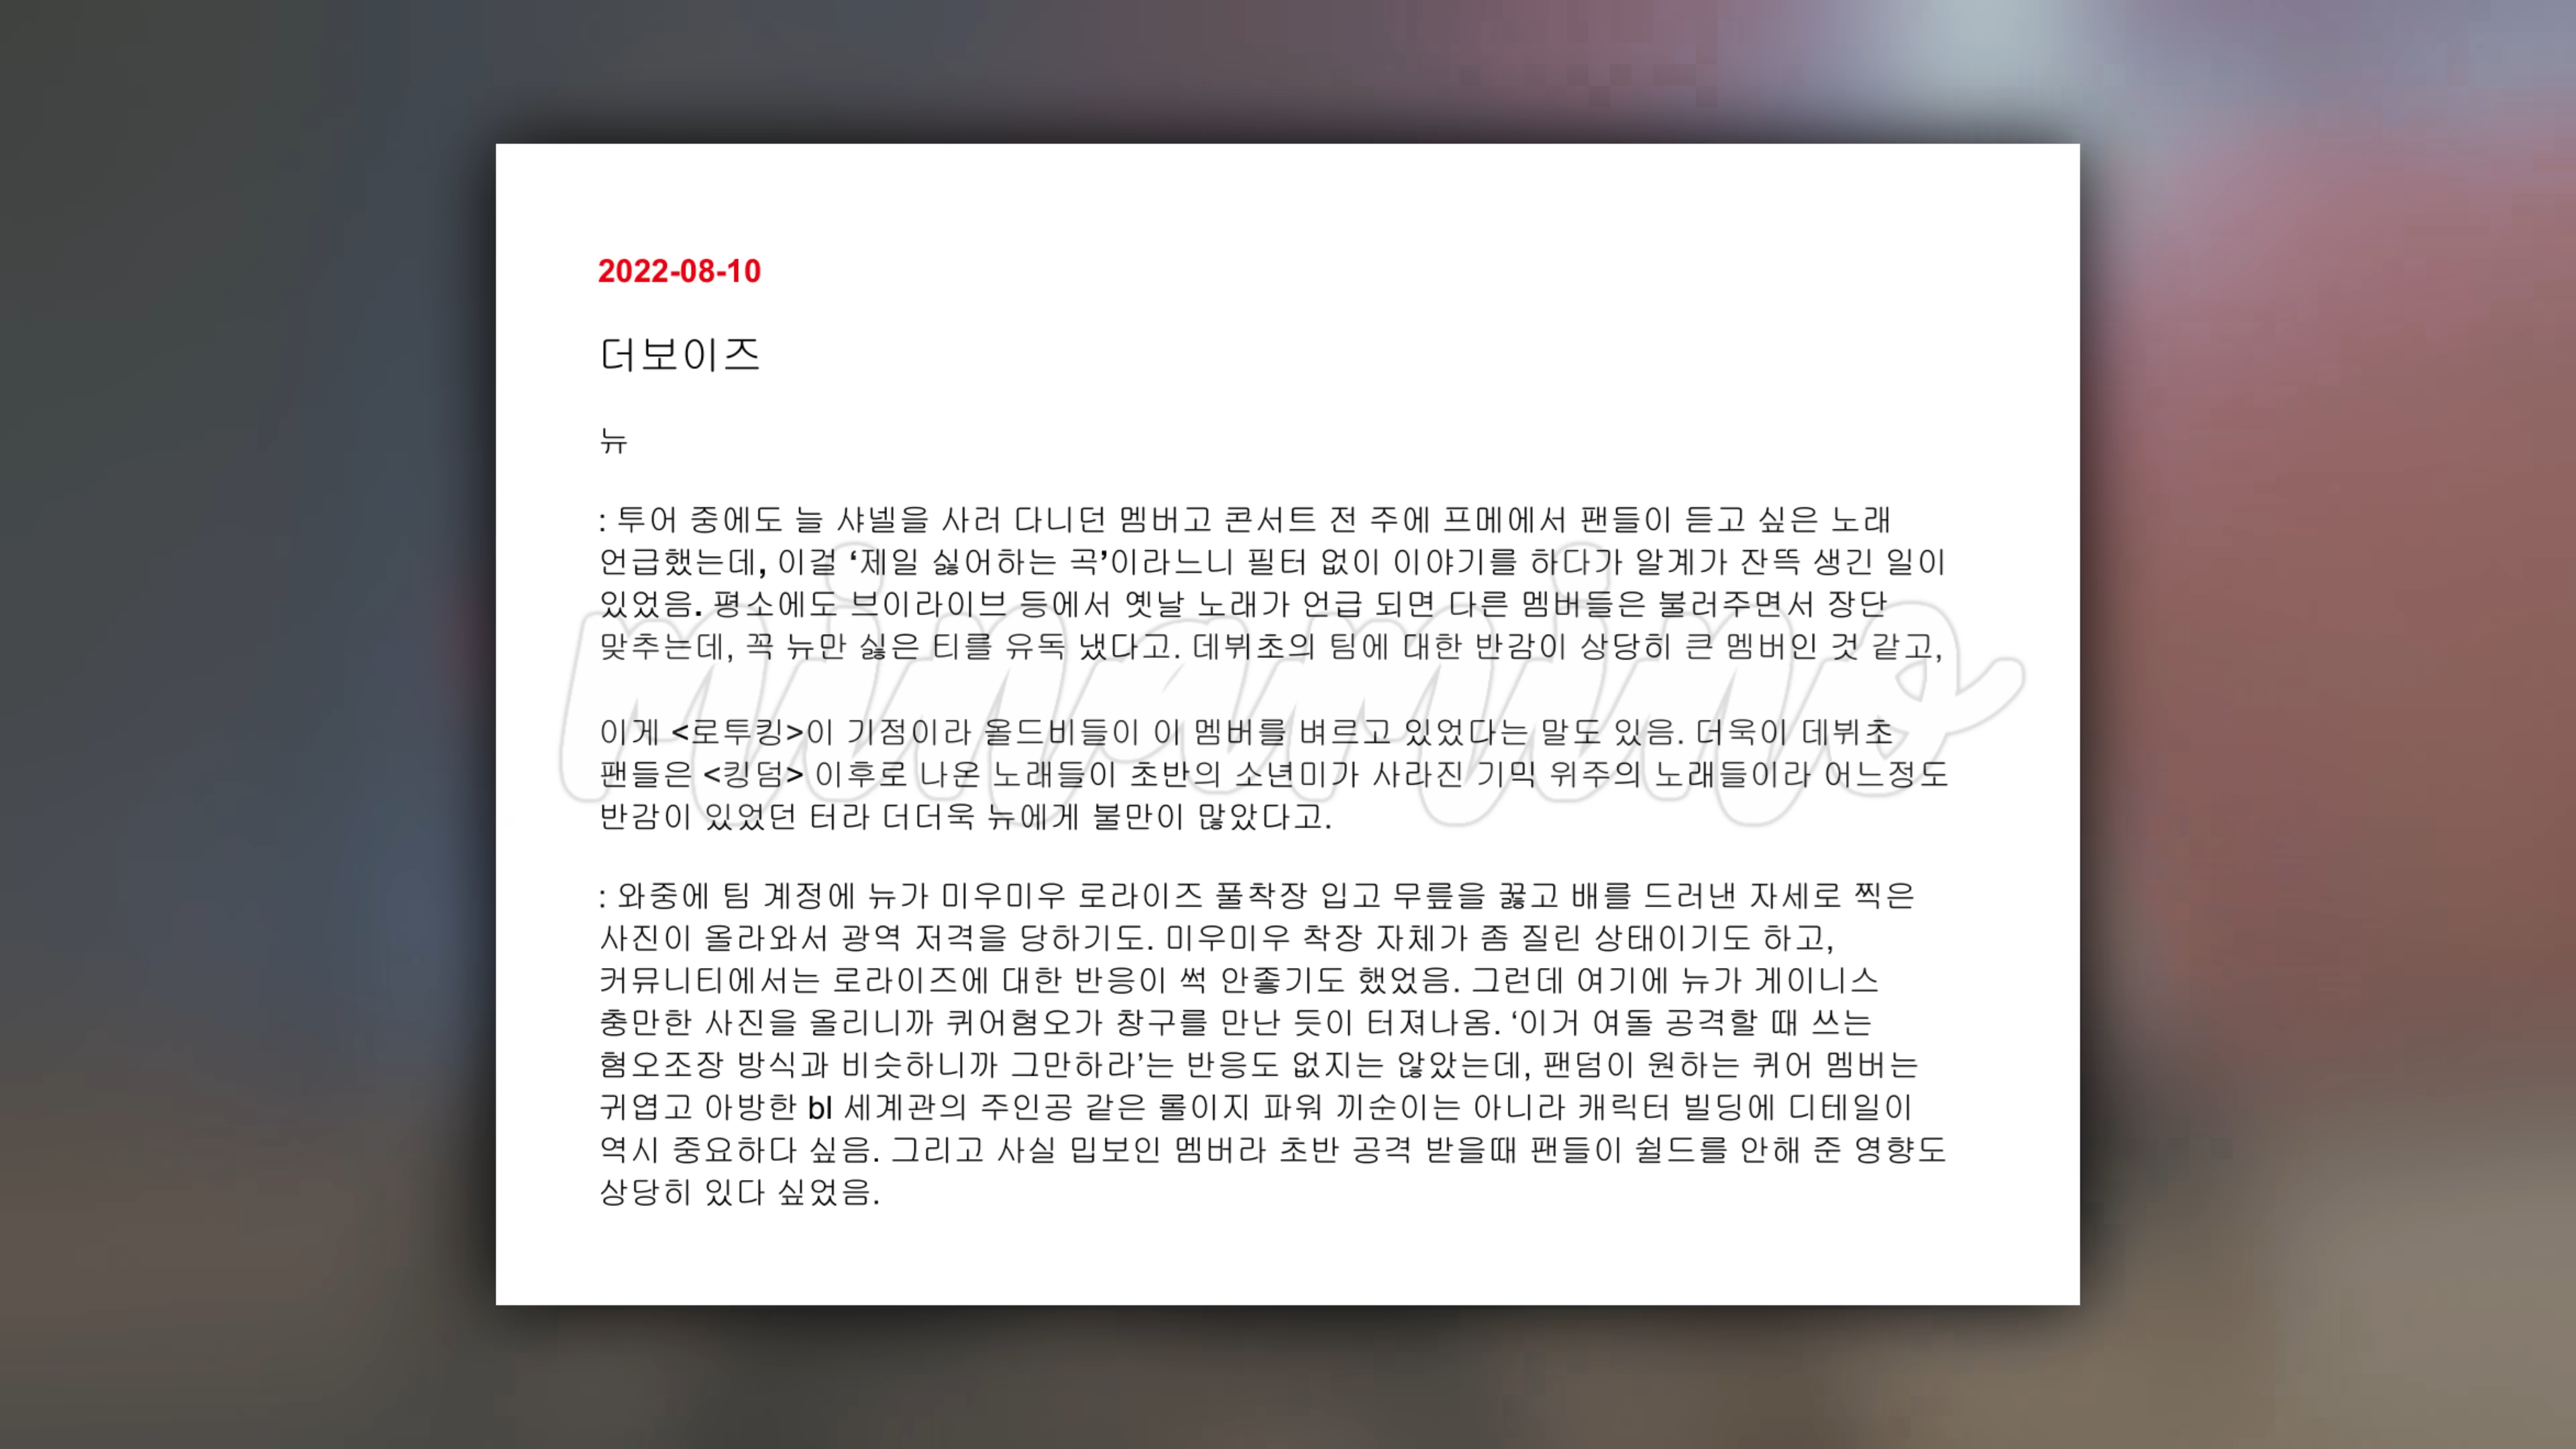 2022-08-10
더보이즈
뉴
: 투어 중에도 늘 샤넬을 사러 다니던 멤버고 콘서트 전 주에 프메에서 팬들이 듣고 싶은 노래
언급했는데, 이걸 ‘제일 싫어하는 곡’이라느니 필터 없이 이야기를 하다가 알계가 잔뜩 생긴 일이
있었음. 평소에도 브이라이브 등에서 옛날 노래가 언급 되면 다른 멤버들은 불러주면서 장단
맞추는데, 꼭 뉴만 싫은 티를 유독 냈다고. 데뷔초의 팀에 대한 반감이 상당히 큰 멤버인 것 같고,
이게 <로투킹>이 기점이라 올드비들이 이 멤버를 벼르고 있었다는 말도 있음. 더욱이 데뷔초
팬들은 <킹덤> 이후로 나온 노래들이 초반의 소년미가 사라진 기믹 위주의 노래들이라 어느정도
반감이 있었던 터라 더더욱 뉴에게 불만이 많았다고.
: 와중에 팀 계정에 뉴가 미우미우 로라이즈 풀착장 입고 무릎을 꿇고 배를 드러낸 자세로 찍은
사진이 올라와서 광역 저격을 당하기도. 미우미우 착장 자체가 좀 질린 상태이기도 하고,
커뮤니티에서는 로라이즈에 대한 반응이 썩 안좋기도 했었음. 그런데 여기에 뉴가 게이니스
충만한 사진을 올리니까 퀴어혐오가 창구를 만난 듯이 터져나옴. ‘이거 여돌 공격할 때 쓰는
혐오조장 방식과 비슷하니까 그만하라’는 반응도 없지는 않았는데, 팬덤이 원하는 퀴어 멤버는
귀엽고 아방한 bl 세계관의 주인공 같은 롤이지 파워 끼순이는 아니라 캐릭터 빌딩에 디테일이
역시 중요하다 싶음. 그리고 사실 밉보인 멤버라 초반 공격 받을때 팬들이 쉴드를 안해 준 영향도
상당히 있다 싶었음.
minamino